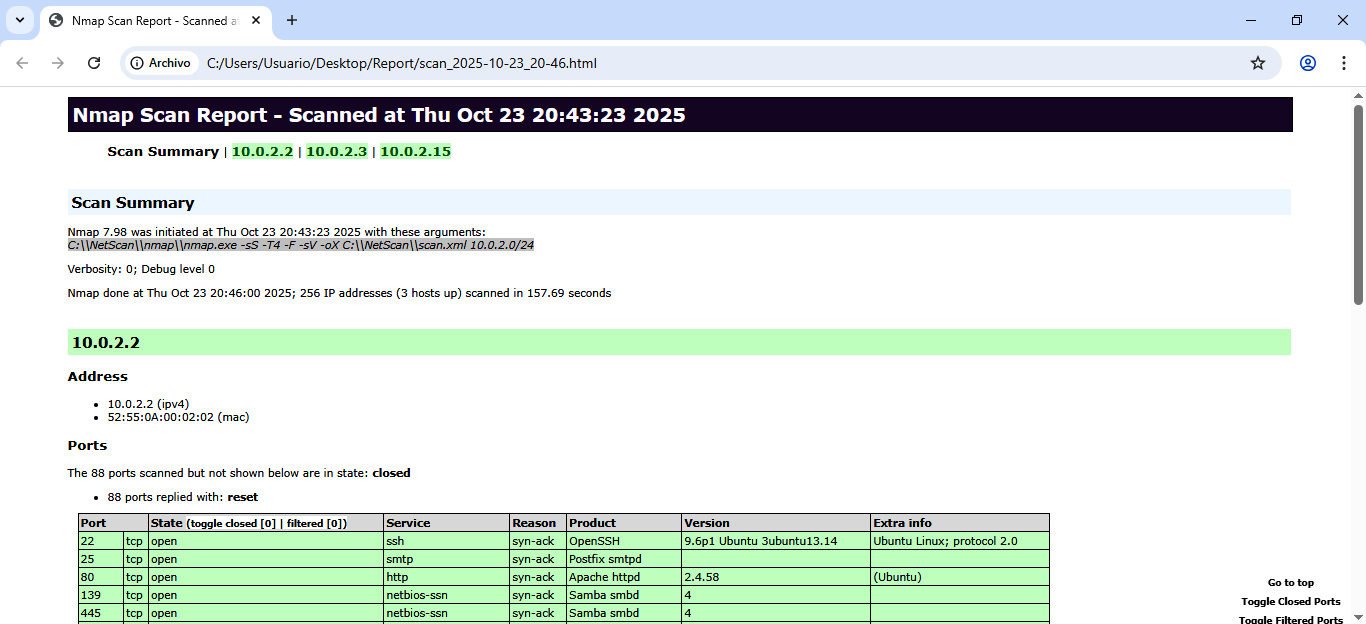 Nmap Scan Report - Scanned a
Archivo
C:/Users/Usuario/Desktop/Report/scan_2025-10-23_20-46.html
Nmap Scan Report - Scanned at Thu Oct 23 20:43:23 2025
Scan Summary | 10.0.2.2 | 10.0.2.3 | 10.0.2.15
Scan Summary
Nmap 7.98 was initiated at Thu Oct 23 20:43:23 2025 with these arguments:
C:\\NetScan\\nmap\\nmap.exe -sS -T4 -F -sV -oX C:\\NetScan\\scan.xml 10.0.2.0/24
Verbosity: 0; Debug level 0
Nmap done at Thu Oct 23 20:46:00 2025; 256 IP addresses (3 hosts up) scanned in 157.69 seconds
10.0.2.2
Address
10.0.2.2 (ipv4)
52:55:0A:00:02:02 (mac)
Ports
The 88 ports scanned but not shown below are in state: closed
88 ports replied with: reset
Port State (toggle closed [0] | filtered [0]) Service Reason Product Version Extra info
22 tcp open ssh syn-ack OpenSSH 9.6p1 Ubuntu 3ubuntu13.14 Ubuntu Linux; protocol 2.0
25 tcp open smtp syn-ack Postfix smtpd
80 tcp open http syn-ack Apache httpd 2.4.58 (Ubuntu)
139 tcp open netbios-ssn syn-ack Samba smbd 4
445 tcp open netbios-ssn syn-ack Samba smbd 4
Go to top
Toggle Closed Ports
Toggle Filtered Ports